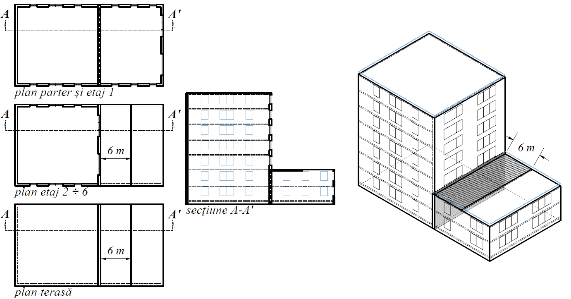 A A'
plan parter și etaj 1
A A'
6 m
plan etaj 2 ÷ 6
A A'
6 m
plan terasă
secțiune A-A'
6 m